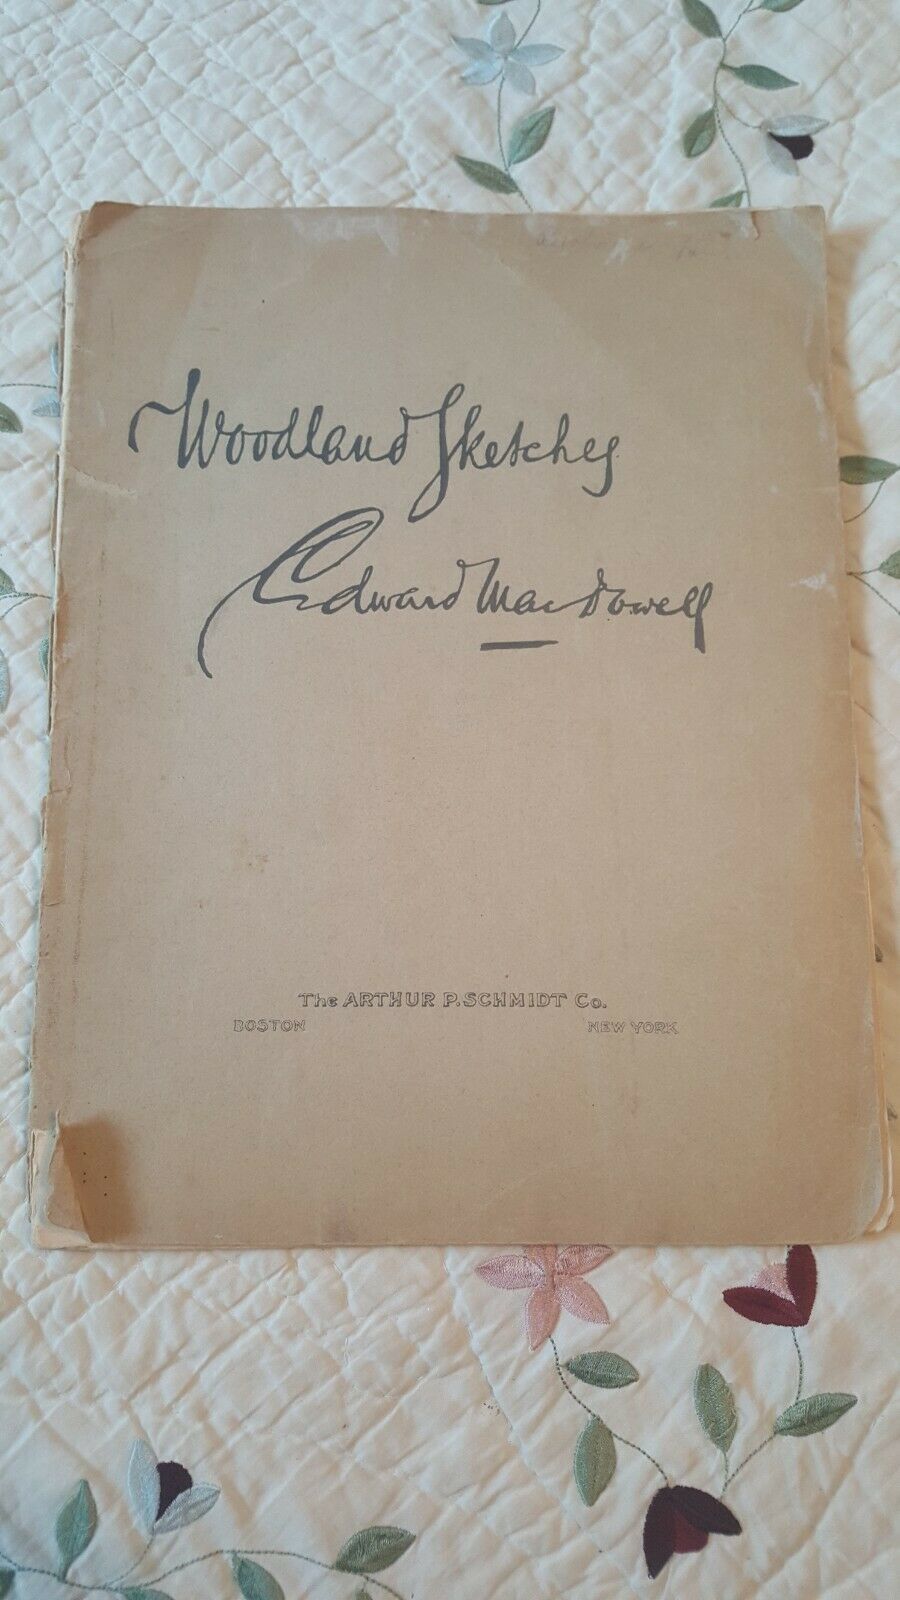 Woodland Sketches
Edward MacDowell
The ARTHUR P. SCHMIDT Co.
BOSTON NEW YORK